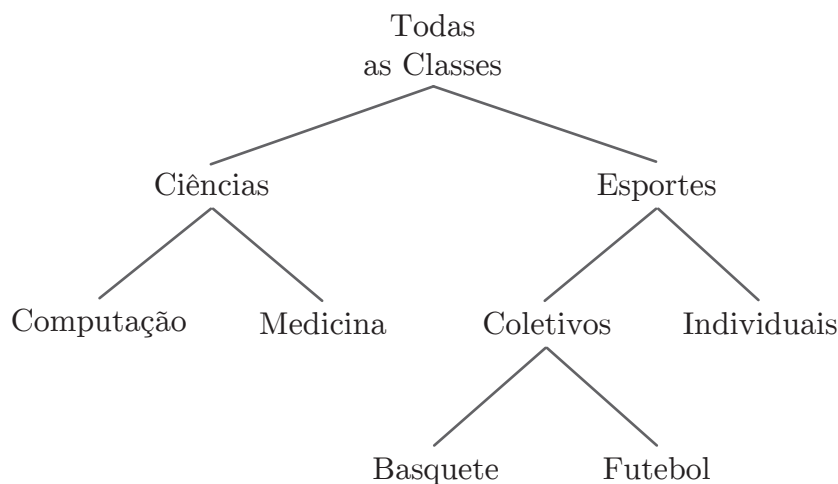 Todas
as Classes
Ciências Esportes
Computação Medicina Coletivos Individuais
Basquete Futebol